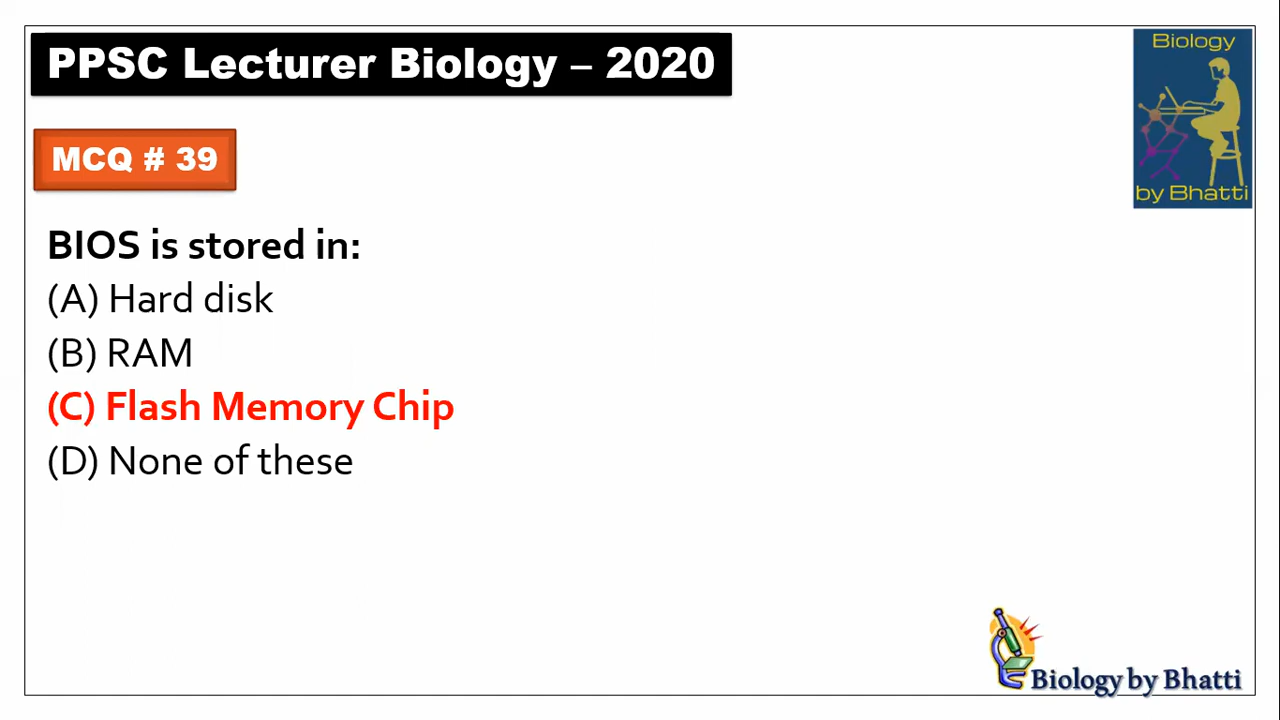 PPSC Lecturer Biology – 2020
Biology
by Bhatti
MCQ # 39
BIOS is stored in:
(A) Hard disk
(B) RAM
(C) Flash Memory Chip
(D) None of these
Biology by Bhatti